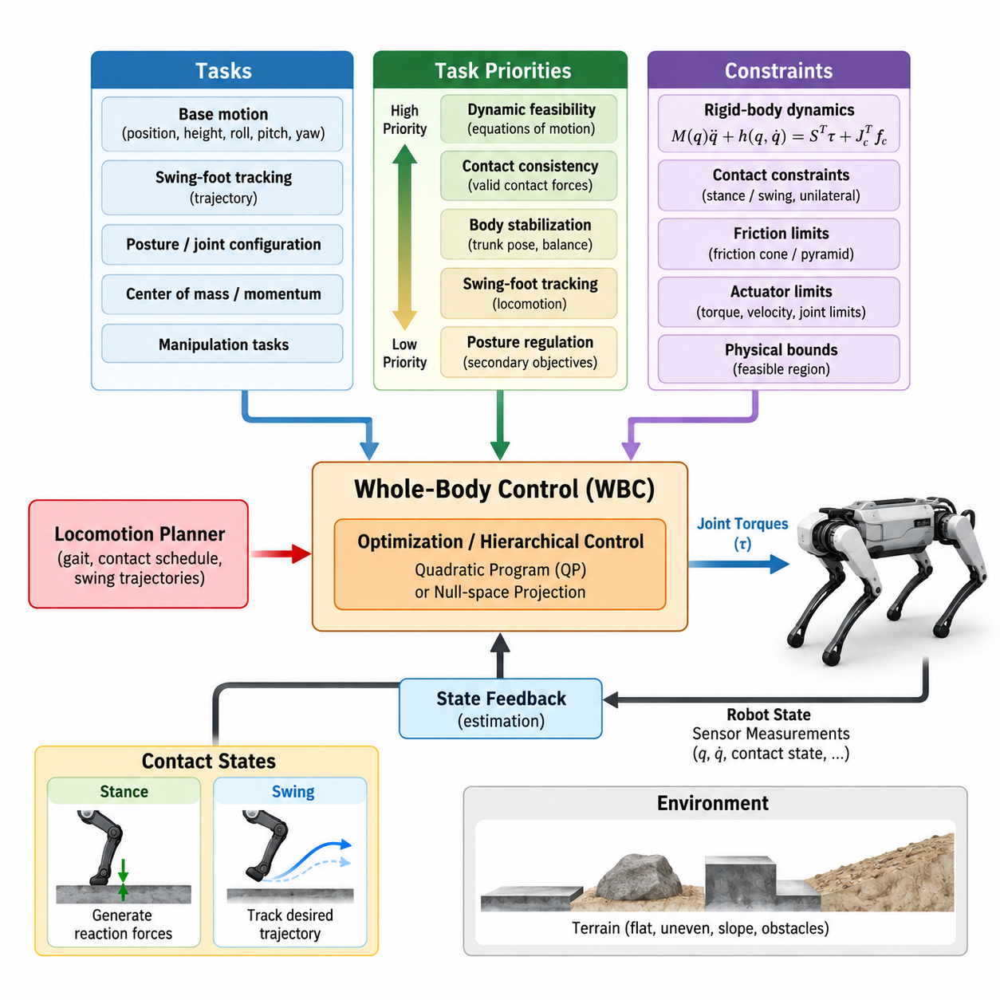 Tasks
Base motion
(position, height, roll, pitch, yaw)
Swing-foot tracking
(trajectory)
Posture / joint configuration
Center of mass / momentum
Manipulation tasks
Task Priorities
High
Priority
Low
Priority
Dynamic feasibility
(equations of motion)
Contact consistency
(valid contact forces)
Body stabilization
(trunk pose, balance)
Swing-foot tracking
(locomotion)
Posture regulation
(secondary objectives)
Constraints
Rigid-body dynamics
M(q)q̈ + h(q, q̇) = Sᵀτ + J_cᵀ f_c
Contact constraints
(stance / swing, unilateral)
Friction limits
(friction cone / pyramid)
Actuator limits
(torque, velocity, joint limits)
Physical bounds
(feasible region)
Locomotion Planner
(gait, contact schedule,
swing trajectories)
Whole-Body Control (WBC)
Optimization / Hierarchical Control
Quadratic Program (QP)
or Null-space Projection
Joint Torques
(τ)
State Feedback
(estimation)
Robot State
Sensor Measurements
(q, q̇, contact state, ...)
Contact States
Stance
Generate
reaction forces
Swing
Track desired
trajectory
Environment
Terrain (flat, uneven, slope, obstacles)